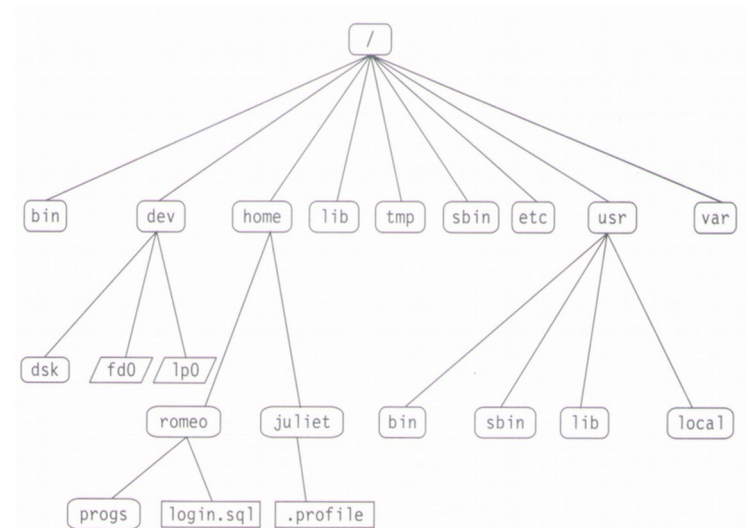 /
bin dev home lib tmp sbin etc usr var
dsk fd0 lp0
romeo juliet bin sbin lib local
progs login.sql .profile